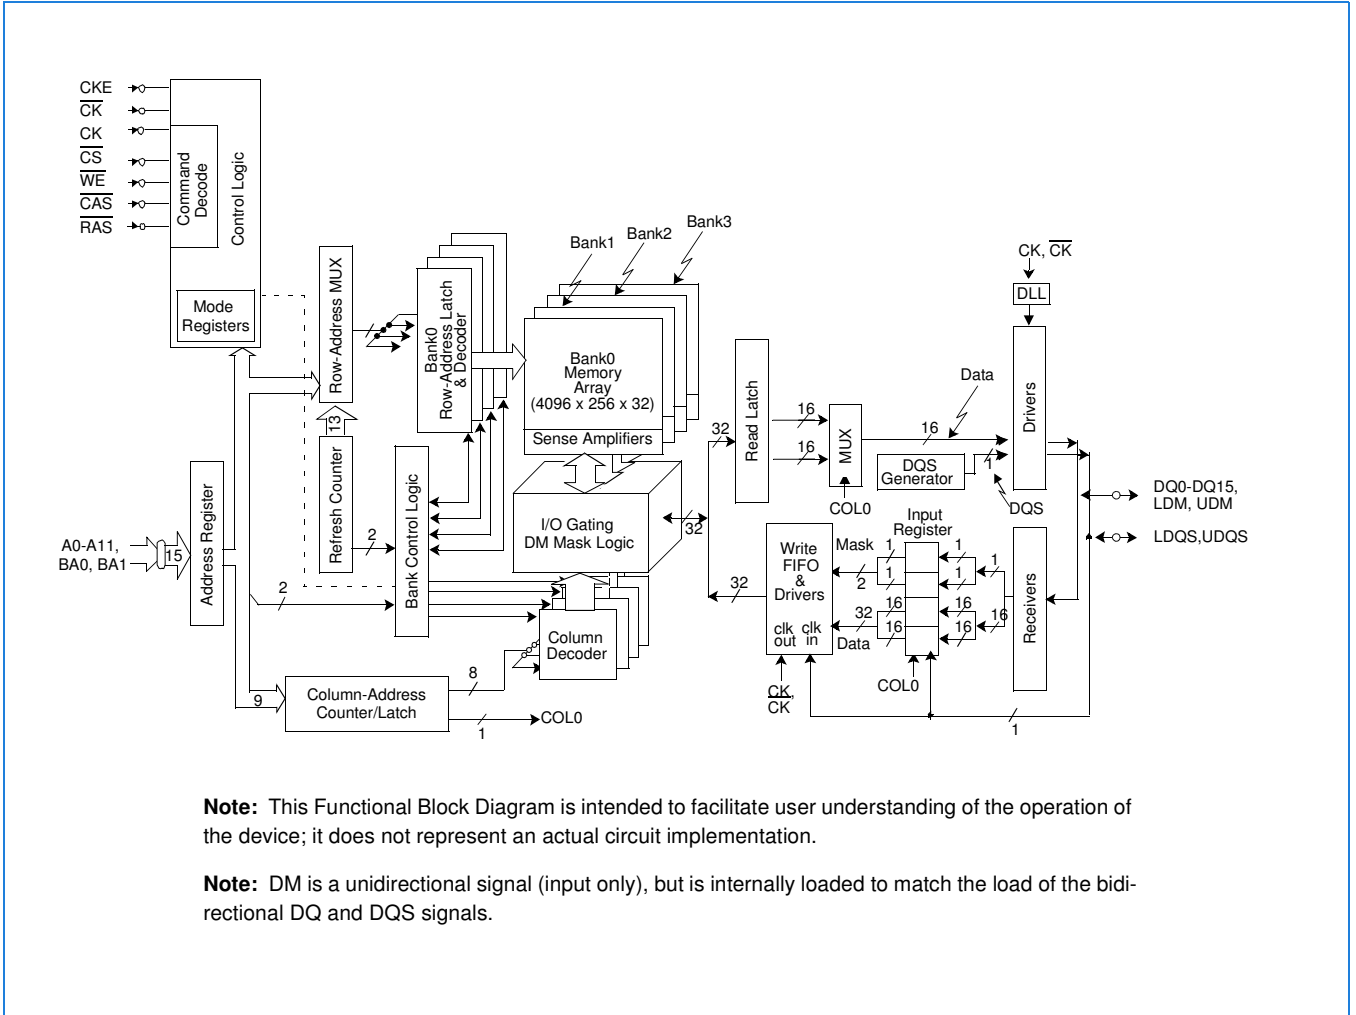 CKE
CK
CK
CS
WE
CAS
RAS
Command
Decode
Control Logic
Mode
Registers
Row-Address MUX
13
Refresh Counter
Bank0
Row-Address Latch
& Decoder
Bank1
Bank2
Bank3
Bank0
Memory
Array
(4096 x 256 x 32)
Sense Amplifiers
I/O Gating
DM Mask Logic
Bank Control Logic
2
2
A0-A11,
BA0, BA1
15
Address Register
9
Column-Address
Counter/Latch
8
1
COL0
Column
Decoder
32
32
32
Read Latch
16
16
MUX
COL0
16
Data
DQS
Generator
1
DQS
CK, CK
DLL
Drivers
DQ0-DQ15,
LDM, UDM
LDQS,UDQS
Receivers
Input
Register
Write
FIFO
&
Drivers
clk
out
clk
in
Mask
2
32
Data
1
1
16
16
1
1
16
16
1
16
COL0
CK,
CK
1
Note: This Functional Block Diagram is intended to facilitate user understanding of the operation of
the device; it does not represent an actual circuit implementation.
Note: DM is a unidirectional signal (input only), but is internally loaded to match the load of the bidi-
rectional DQ and DQS signals.